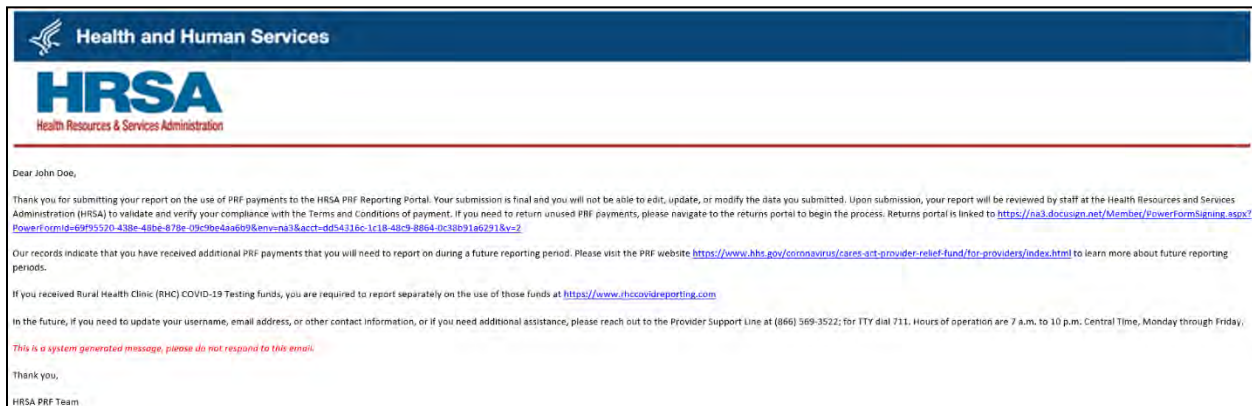 Health and Human Services
HRSA
Health Resources & Services Administration
Dear John Doe,
Thank you for submitting your report on the use of PRF payments to the HRSA PRF Reporting Portal. Your submission is final and you will not be able to edit, update, or modify the data you submitted. Upon submission, your report will be reviewed by staff at the Health Resources and Services
Administration (HRSA) to validate and verify your compliance with the Terms and Conditions of payment. If you need to return unused PRF payments, please navigate to the returns portal to begin the process. Returns portal is linked to https://na3.docusign.net/Member/PowerFormSigning.aspx?
PowerFormId=69f95520-438e-48be-878e-09c9be4aa6b9&env=na3&acct=dd54316c-1c18-48c9-8864-0c38b91a6291&v=2
Our records indicate that you have received additional PRF payments that you will need to report on during a future reporting period. Please visit the PRF website https://www.hhs.gov/coronavirus/cares-act-provider-relief-fund/for-providers/index.html to learn more about future reporting
periods.
If you received Rural Health Clinic (RHC) COVID-19 Testing funds, you are required to report separately on the use of those funds at https://www.rhccovidreporting.com
In the future, if you need to update your username, email address, or other contact information, or if you need additional assistance, please reach out to the Provider Support Line at (866) 569-3522; for TTY dial 711. Hours of operation are 7 a.m. to 10 p.m. Central Time, Monday through Friday.
This is a system generated message, please do not respond to this email.
Thank you,
HRSA PRF Team